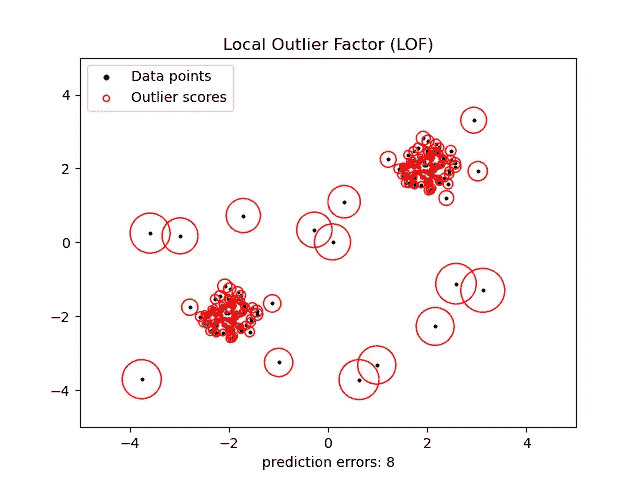 Local Outlier Factor (LOF)
Data points
Outlier scores
4
2
0
−2
−4
−4 −2 0 2 4
prediction errors: 8